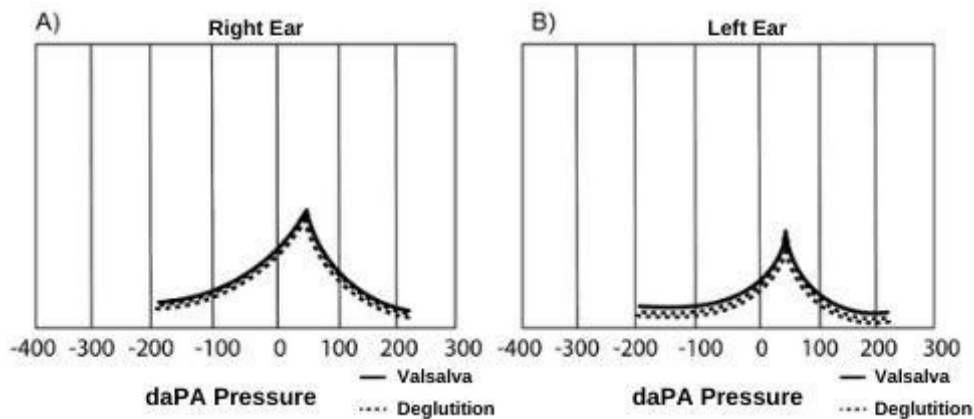 A)
Right Ear
-400 -300 -200 -100 0 100 200 300
daPA Pressure
Valsalva
Deglutition
B)
Left Ear
-400 -300 -200 -100 0 100 200 300
daPA Pressure
Valsalva
Deglutition